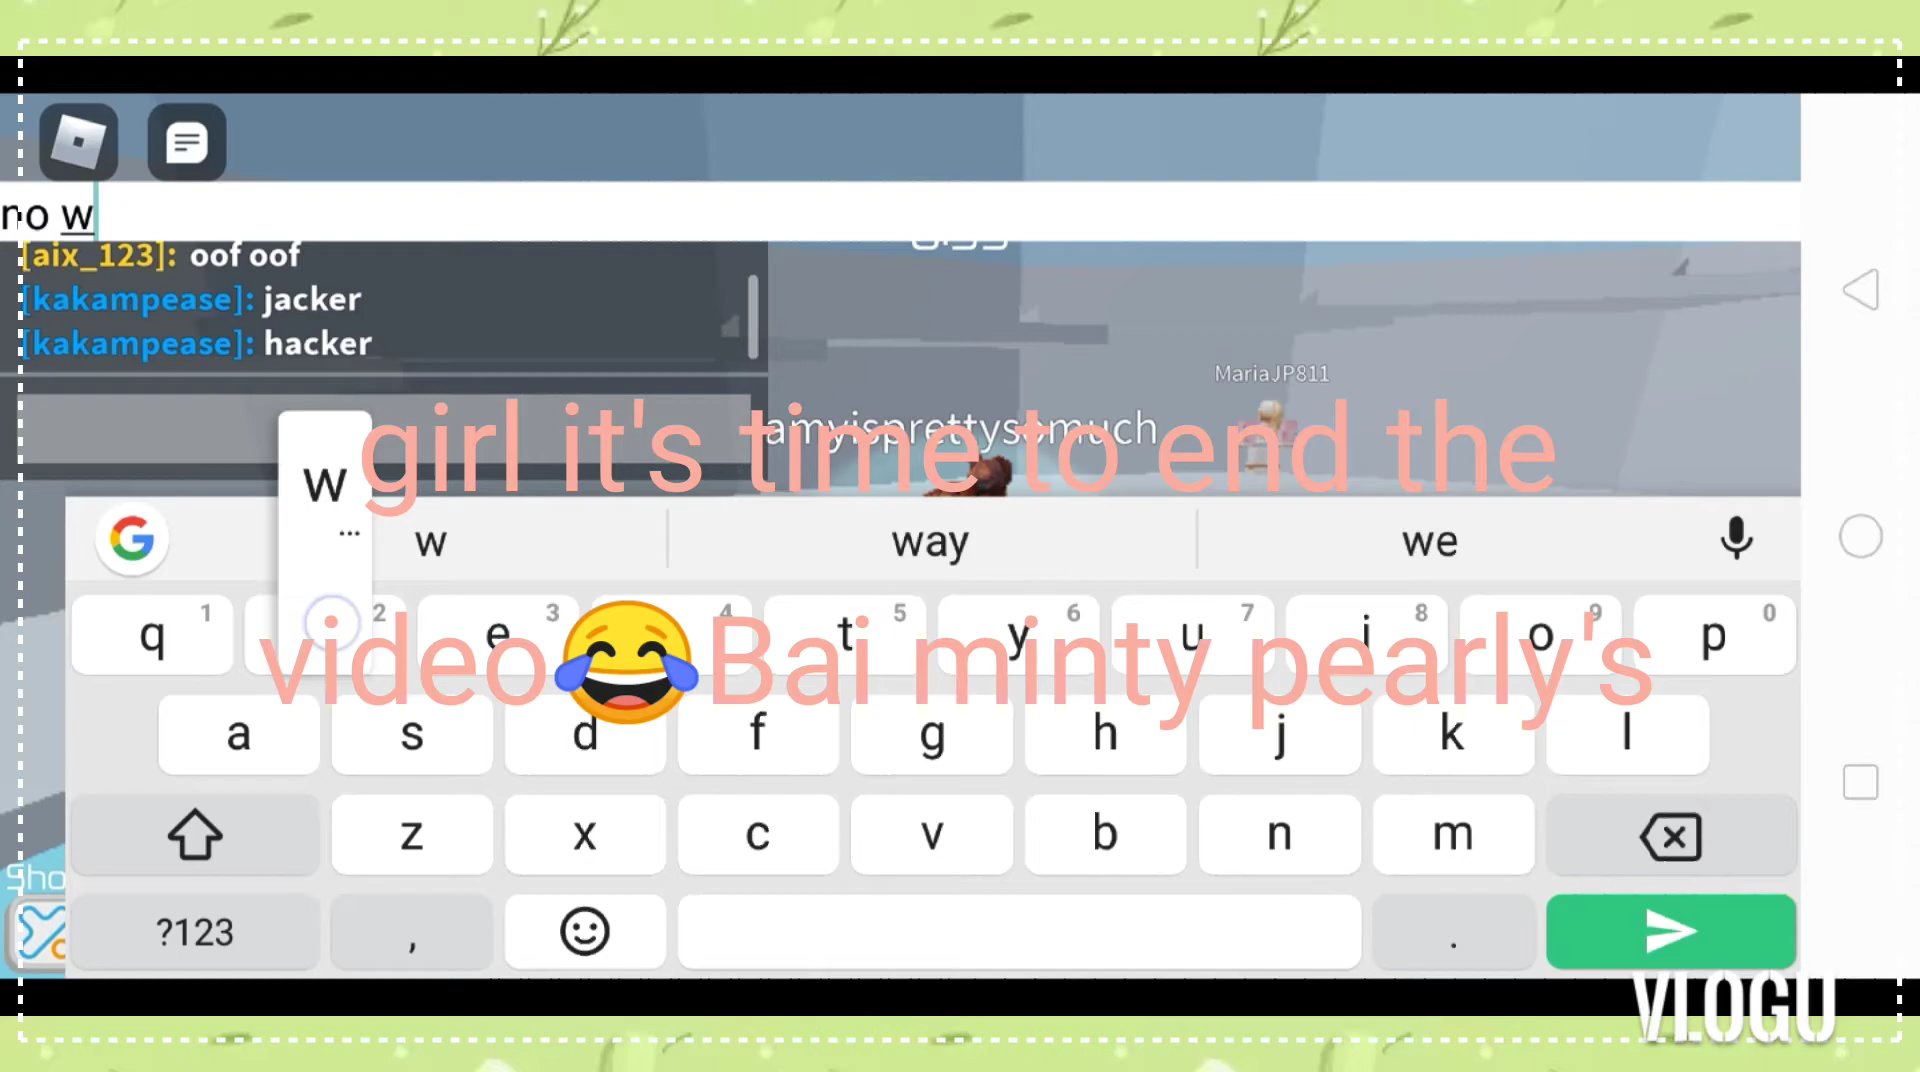 no w
[aix_123]: oof oof
[kakampease]: jacker
[kakampease]: hacker
MariaJP811
amyisprettysomuch
girl it's time to end the
video😂Bai minty pearly's
w
...
w way we
q 1 2 e 3 4 t 5 y 6 u 7 i 8 o 9 p 0
a s d f g h j k l
z x c v b n m
Sho
?123 , .
VLOGU